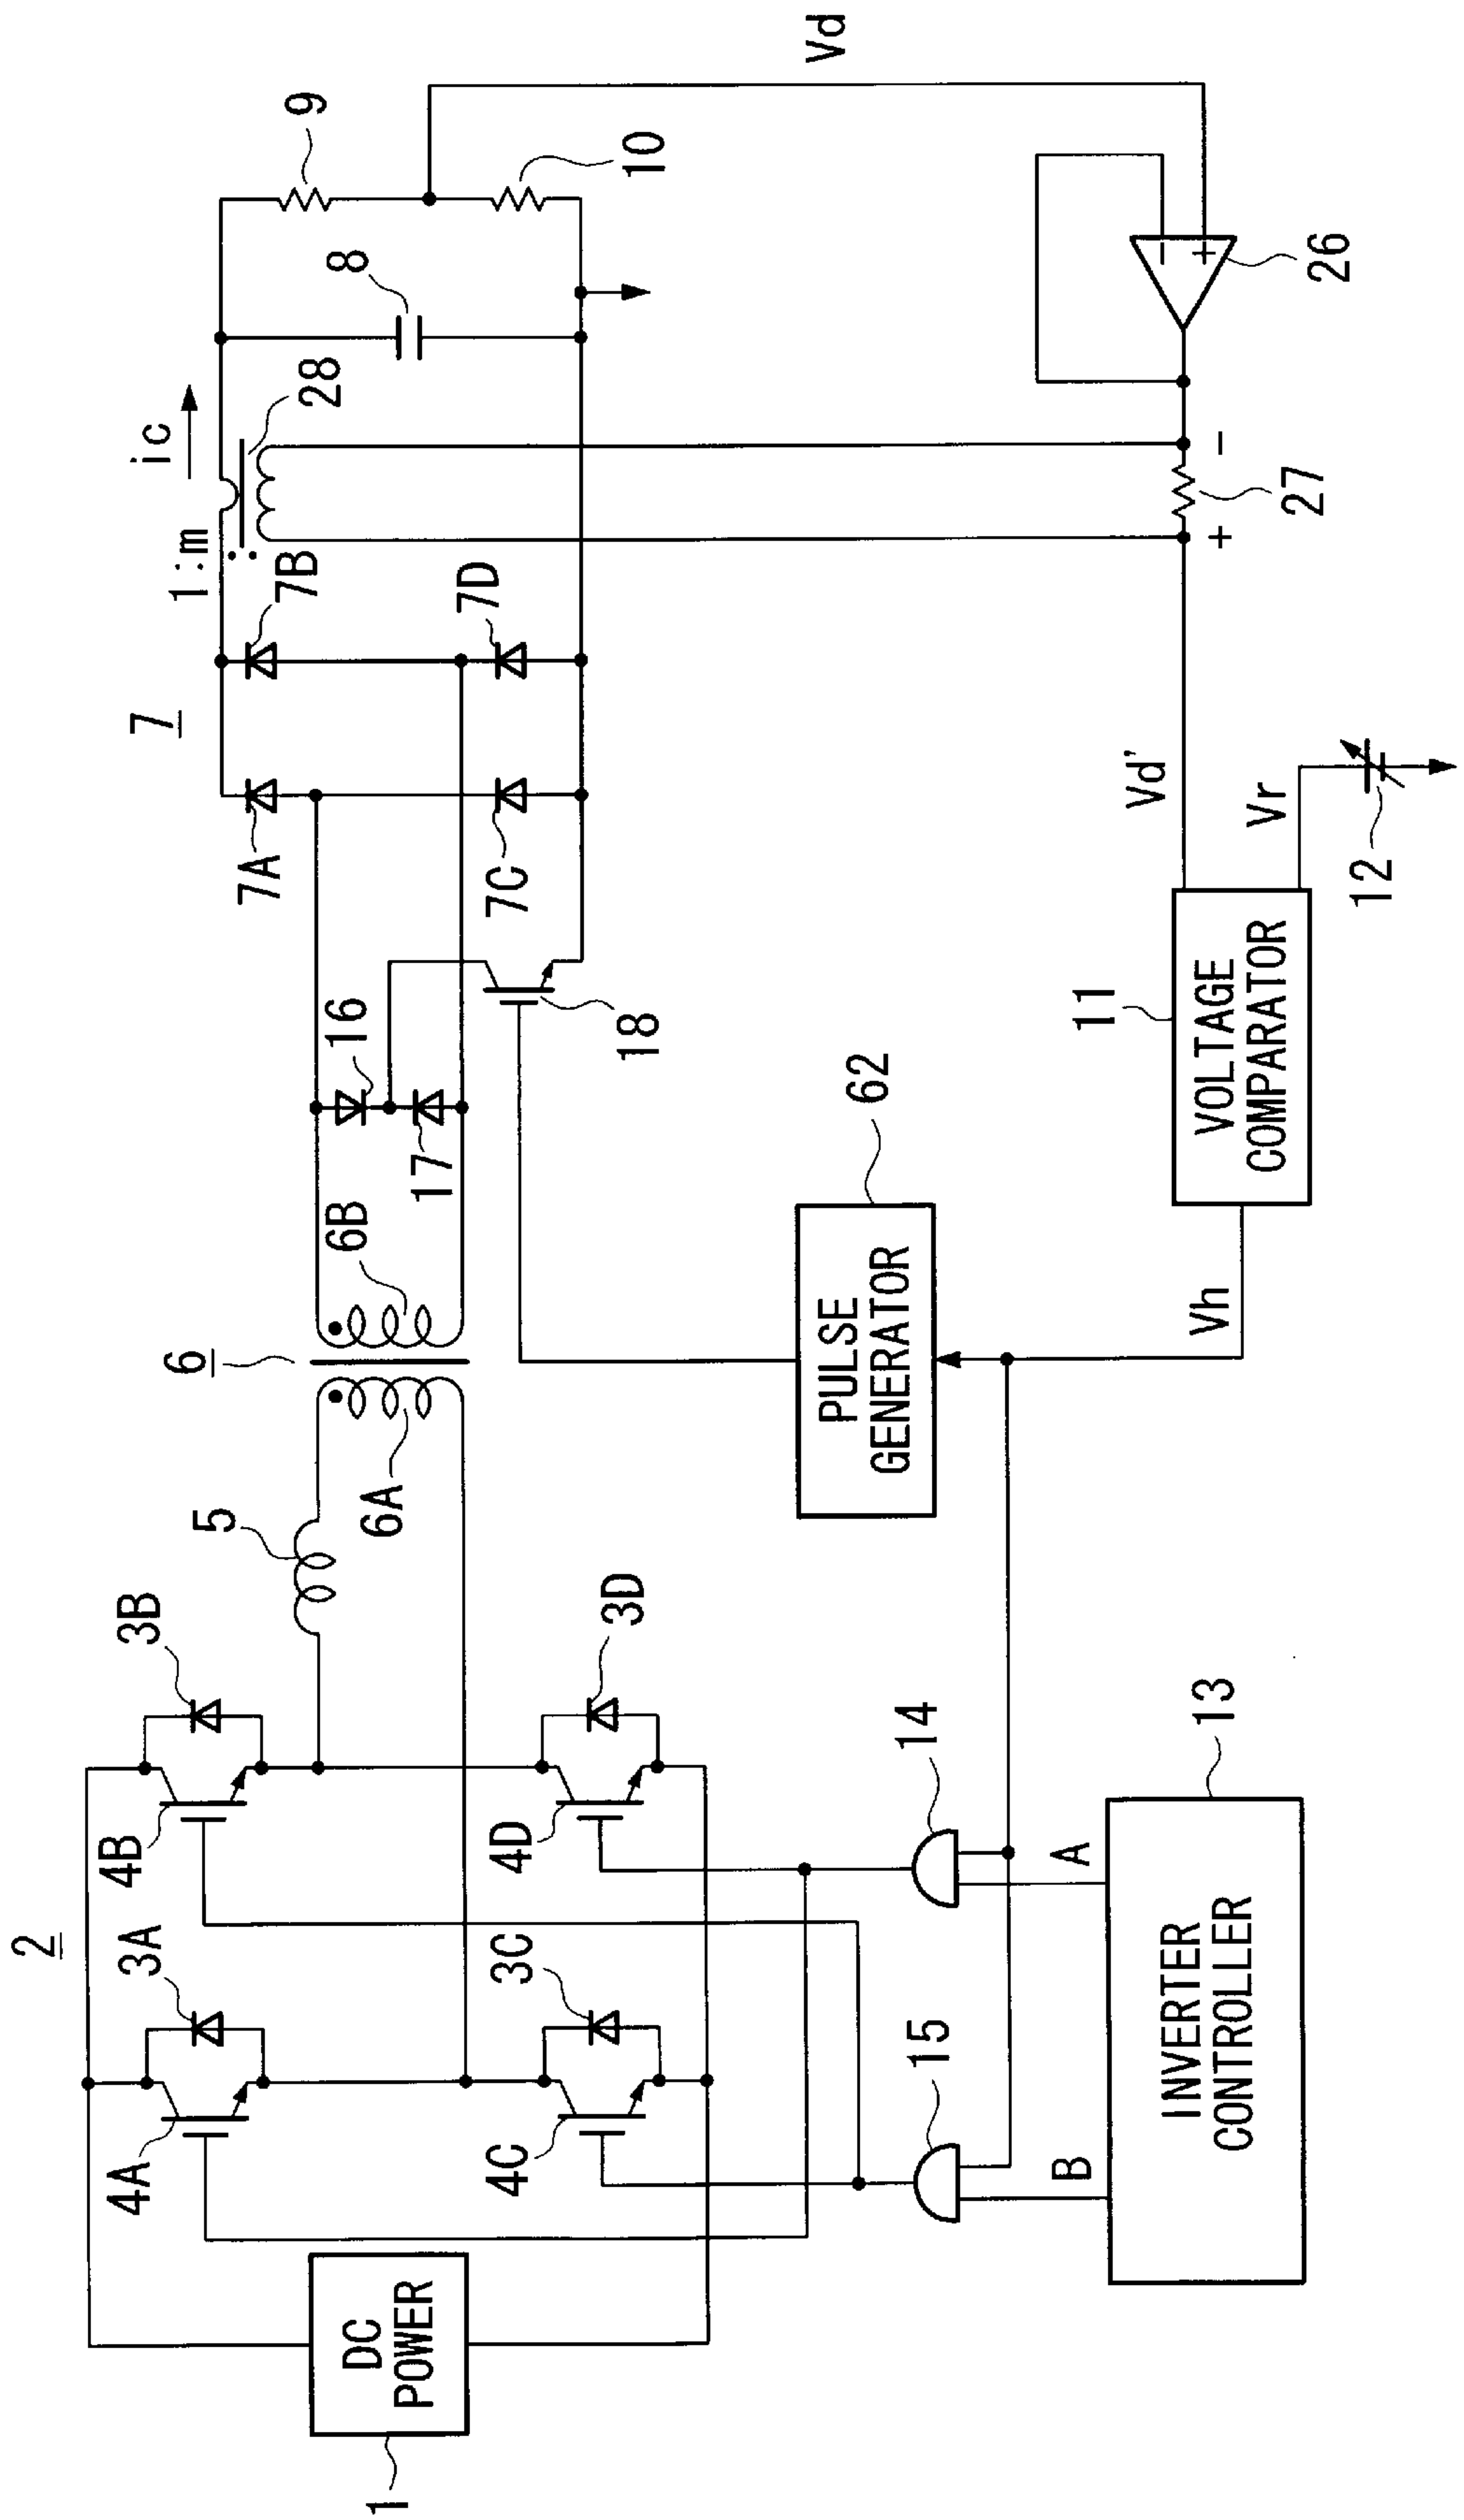 2
4A
3A
4B
3B
5
6
6A
6B
16
17
7
7A
7B
7C
7D
1:m
ic
28
8
9
10
1
DC
POWER
4C
3C
4D
3D
18
PULSE
GENERATOR
62
Vd
15
14
B
A
INVERTER
CONTROLLER
13
Vh
11
VOLTAGE
COMPARATOR
Vd'
Vr
12
+
-
27
-
+
26